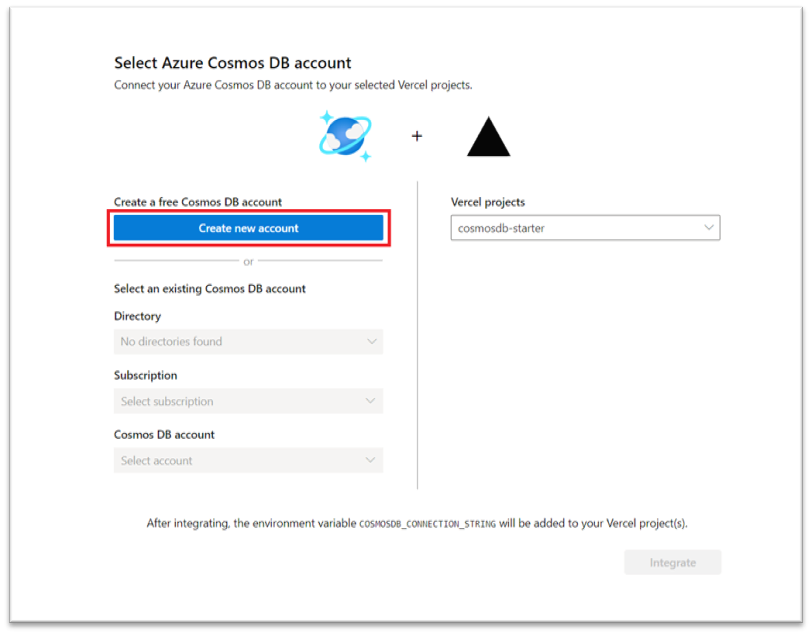 Select Azure Cosmos DB account
Connect your Azure Cosmos DB account to your selected Vercel projects.
+
Create a free Cosmos DB account
Create new account
or
Select an existing Cosmos DB account
Directory
No directories found
Subscription
Select subscription
Cosmos DB account
Select account
Vercel projects
cosmosdb-starter
After integrating, the environment variable COSMOSDB_CONNECTION_STRING will be added to your Vercel project(s).
Integrate